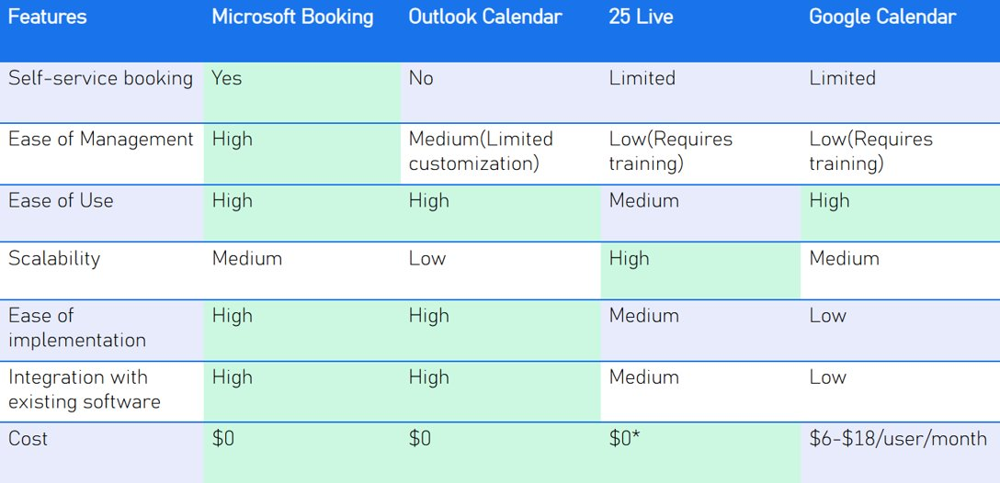 Features Microsoft Booking Outlook Calendar 25 Live Google Calendar
Self-service booking Yes No Limited Limited
Ease of Management High Medium(Limited Low(Requires Low(Requires
customization) training) training)
Ease of Use High High Medium High
Scalability Medium Low High Medium
Ease of High High Medium Low
implementation
Integration with High High Medium Low
existing software
Cost $0 $0 $0* $6-$18/user/month